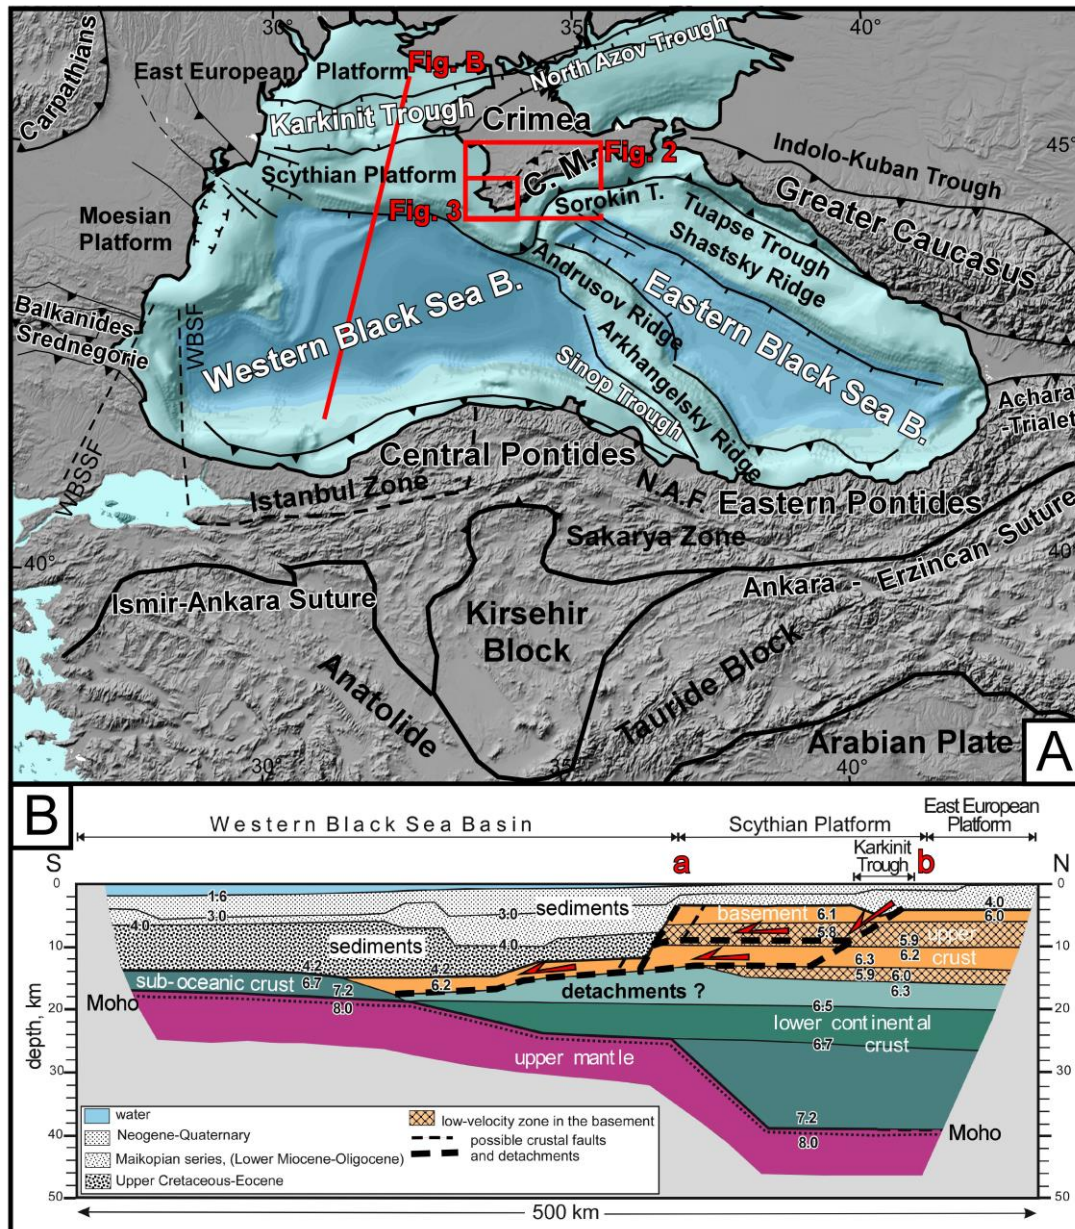 30°
35°
40°
Carpathians
East European
Platform
Fig. B
North Azov Trough
Karkinit Trough
Crimea
45°
Indolo-Kuban Trough
Fig. 2
C. M.
Scythian Platform
Sorokin T.
Fig. 3
Greater Caucasus
Moesian
Platform
Tuapse Trough
Shastsky Ridge
Andrusov Ridge
Eastern Black Sea B.
Western Black Sea B.
Balkanides
Srednegorie
WBSF
Arkhangelsky Ridge
Sinop Trough
Achara
-Trialet
WBSSF
Central Pontides
Istanbul Zone
N.A.F.
Eastern Pontides
Sakarya Zone
40°
40°
Ankara - Erzincan Suture
Ismir-Ankara Suture
Kirsehir
Block
Anatolide
Tauride Block
Arabian Plate
30°
35°
40°
A
B
Western Black Sea Basin
Scythian Platform
East European
Platform
Karkinit
Trough
a
b
S
N
0
0
1.6
3.0
3.0
4.0
4.0
4.0
sediments
sediments
basement
6.1
5.8
6.0
5.9
upper
6.2
crust
10
10
4.2
4.2
6.3
5.9
6.0
6.3
sub-oceanic crust
6.7
7.2
6.2
detachments ?
Moho
8.0
6.5
lower continental
crust
6.7
20
20
upper mantle
30
30
7.2
8.0
Moho
40
40
50
50
depth, km
water
Neogene-Quaternary
Maikopian series, (Lower Miocene-Oligocene)
Upper Cretaceous-Eocene
low-velocity zone in the basement
possible crustal faults
and detachments
500 km